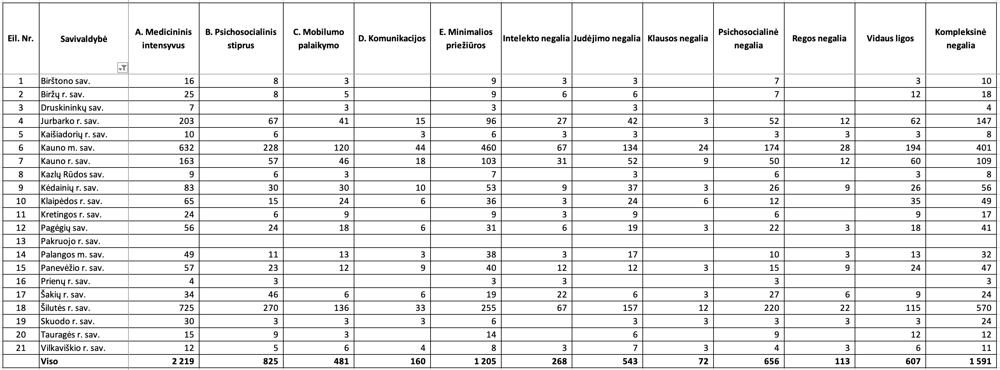 Eil. Nr. Savivaldybė A. Medicininis intensyvus B. Psichosocialinis stiprus C. Mobilumo palaikymo D. Komunikacijos E. Minimalios priežiūros Intelekto negalia Judėjimo negalia Klausos negalia Psichosocialinė negalia Regos negalia Vidaus ligos Kompleksinė negalia
1 Birštono sav. 16 8 3 9 3 3 7 3 10
2 Biržų r. sav. 25 8 5 9 6 6 7 12 18
3 Druskininkų sav. 7 3 3 3 4
4 Jurbarko r. sav. 203 67 41 15 96 27 42 3 52 12 62 147
5 Kaišiadorių r. sav. 10 6 3 6 3 3 3 3 3 8
6 Kauno m. sav. 632 228 120 44 460 67 134 24 174 28 194 401
7 Kauno r. sav. 163 57 46 18 103 31 52 9 50 12 60 109
8 Kazlų Rūdos sav. 9 6 3 7 3 6 3 8
9 Kėdainių r. sav. 83 30 30 10 53 9 37 3 26 9 26 56
10 Klaipėdos r. sav. 65 15 24 6 36 3 24 6 12 35 49
11 Kretingos r. sav. 24 6 9 9 3 9 6 9 17
12 Pagėgių sav. 56 24 18 6 31 6 19 3 22 3 18 41
13 Pakruojo r. sav.
14 Palangos m. sav. 49 11 13 3 38 3 17 10 3 13 32
15 Panevėžio r. sav. 57 23 12 9 40 12 12 3 15 9 24 47
16 Prienų r. sav. 4 3 3 3 3 3
17 Šakių r. sav. 34 46 6 6 19 22 6 3 27 6 9 24
18 Šilutės r. sav. 725 270 136 33 255 67 157 12 220 22 115 570
19 Skuodo r. sav. 30 3 3 3 6 3 3 3 3 3 24
20 Tauragės r. sav. 15 9 3 14 6 9 12 12
21 Vilkaviškio r. sav. 12 5 6 4 8 3 7 3 4 3 6 11
Viso 2 219 825 481 160 1 205 268 543 72 656 113 607 1 591